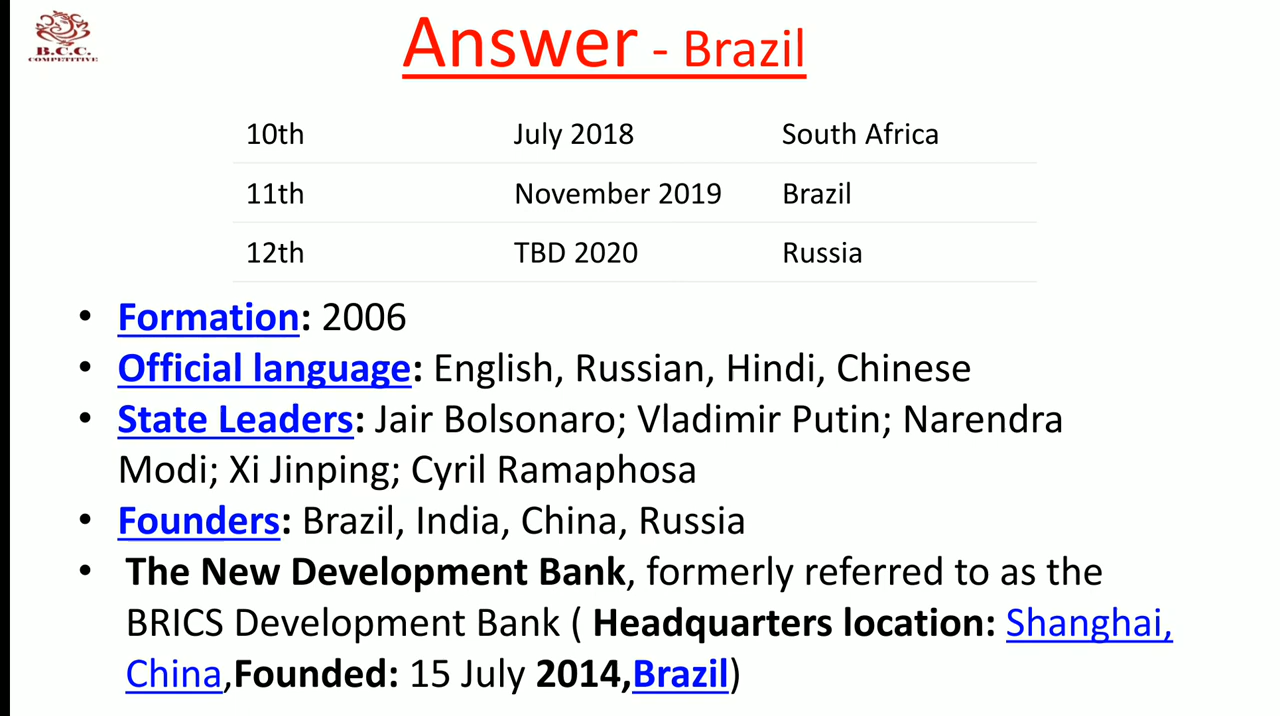 B.C.C.
COMPETITIVE
Answer - Brazil
10th July 2018 South Africa
11th November 2019 Brazil
12th TBD 2020 Russia
• Formation: 2006
• Official language: English, Russian, Hindi, Chinese
• State Leaders: Jair Bolsonaro; Vladimir Putin; Narendra
Modi; Xi Jinping; Cyril Ramaphosa
• Founders: Brazil, India, China, Russia
• The New Development Bank, formerly referred to as the
BRICS Development Bank ( Headquarters location: Shanghai,
China,Founded: 15 July 2014,Brazil)